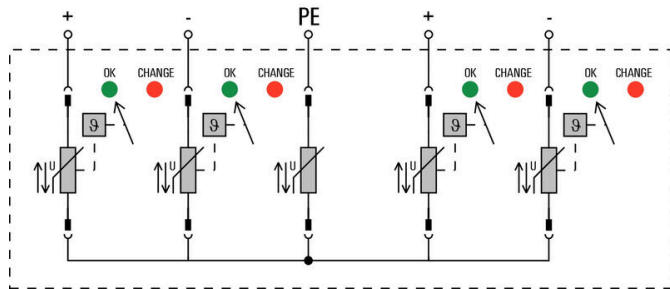 + - PE + -
OK CHANGE OK CHANGE OK CHANGE OK CHANGE
ϑ ϑ ϑ ϑ
U U U U U